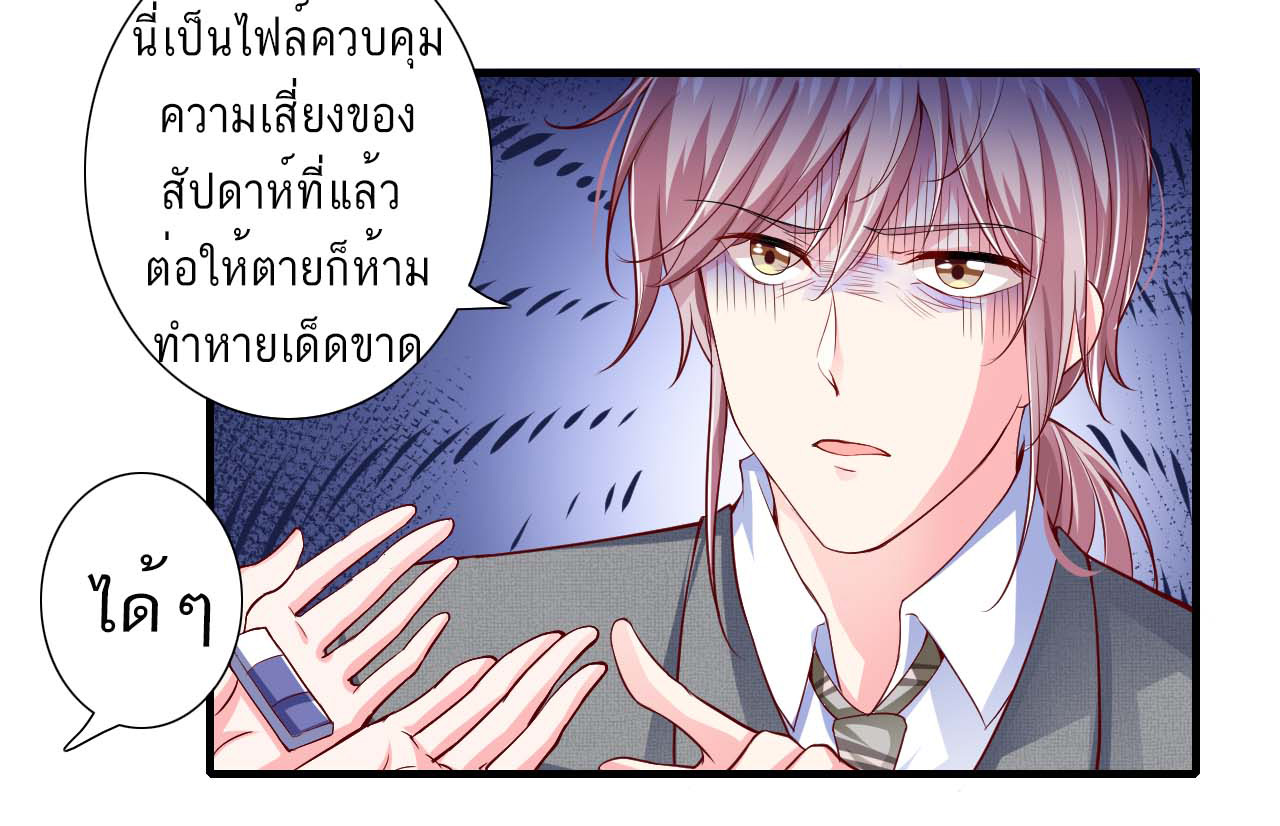 นี่เป็นไฟล์ควบคุม
ความเสี่ยงของ
สัปดาห์ที่แล้ว
ต่อให้ตายก็ห้าม
ทำหายเด็ดขาด
ได้ ๆ